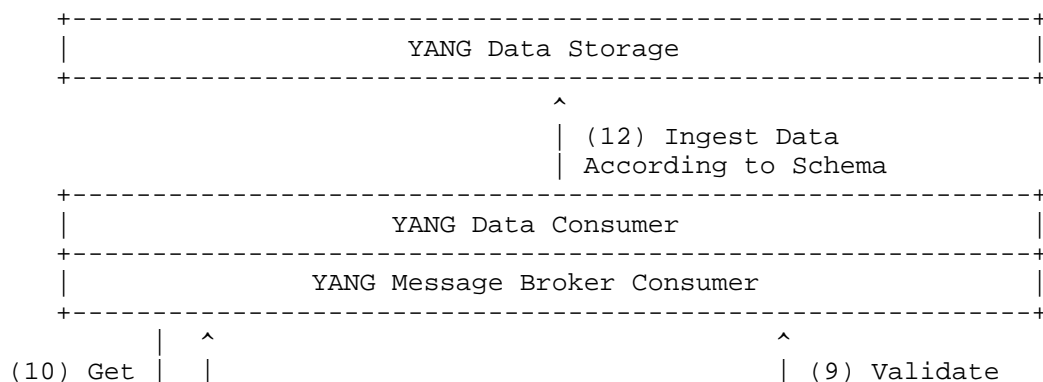 YANG Data Storage
(12) Ingest Data
According to Schema
YANG Data Consumer
YANG Message Broker Consumer
(10) Get
(9) Validate